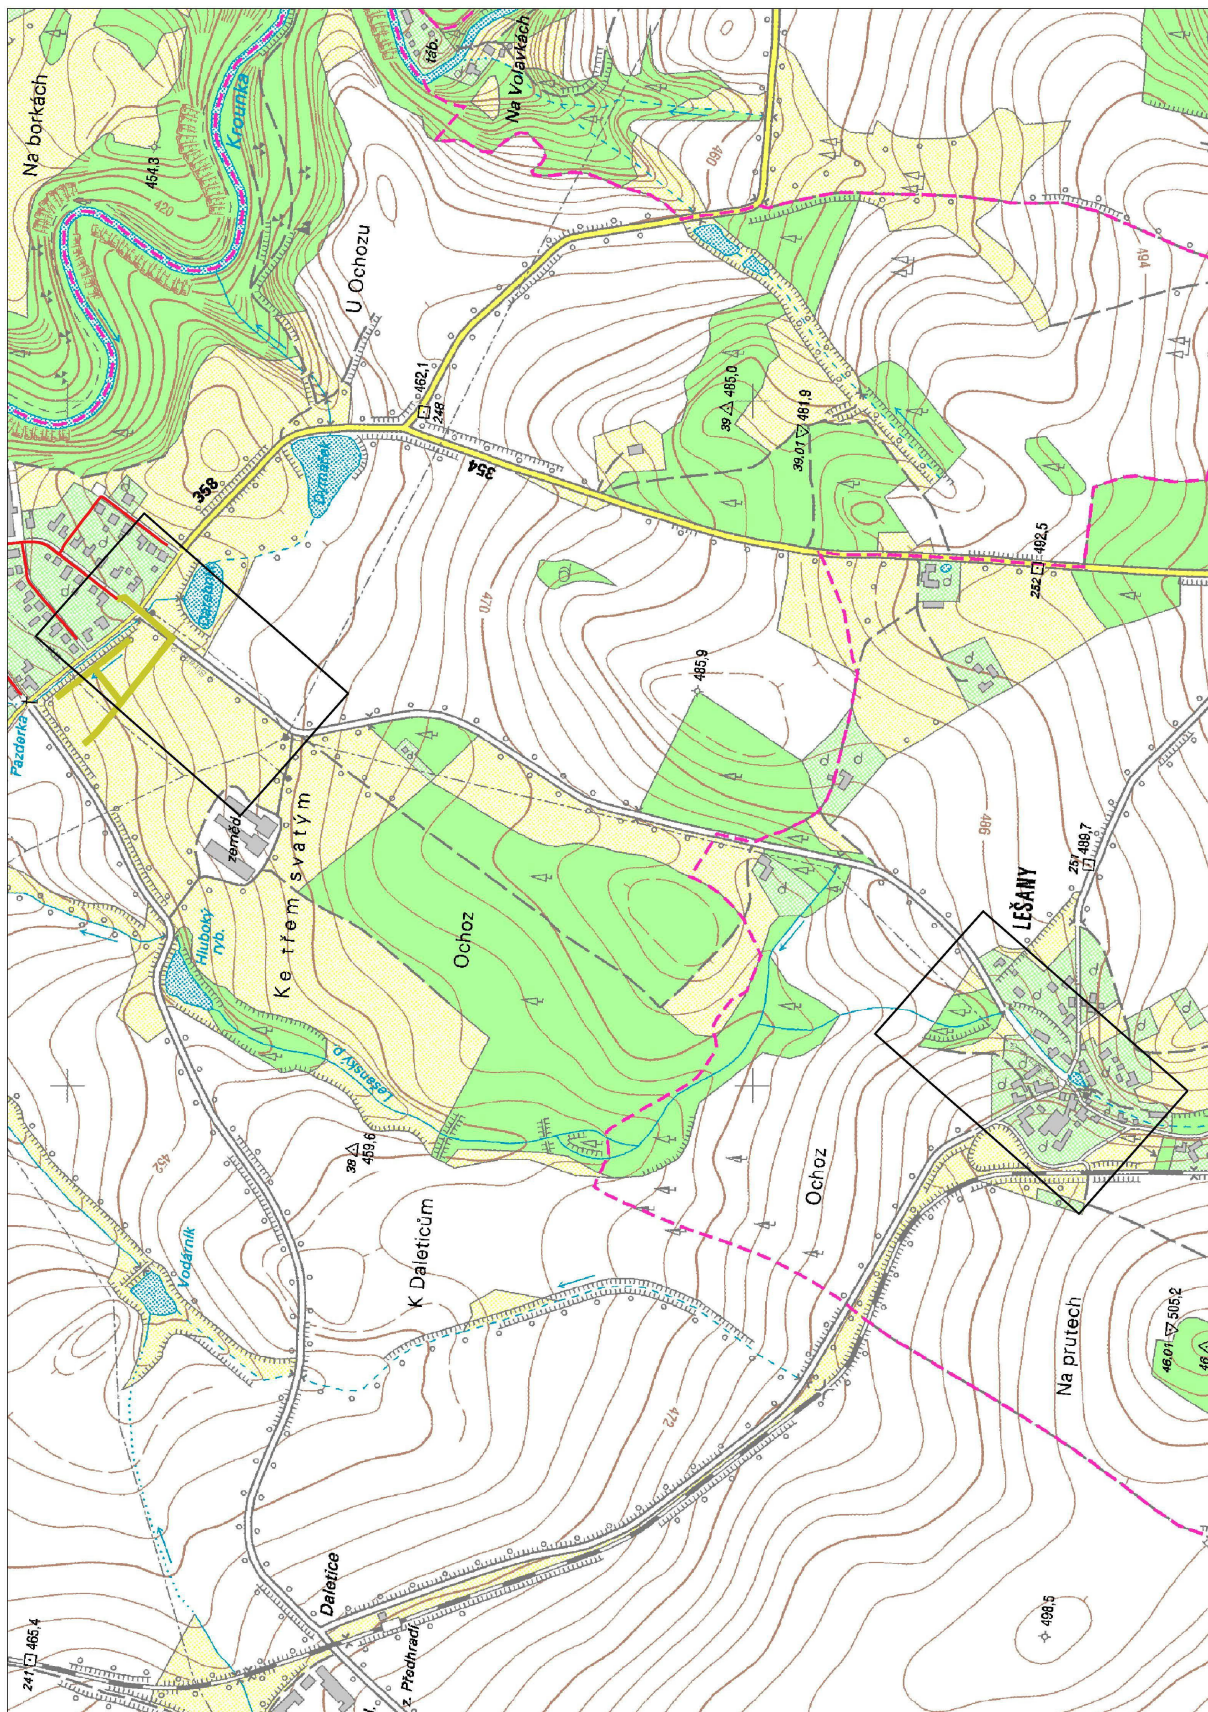 Na borkách
Krounka
454,3
420
táb.
Na Volavkách
460
U Ochozu
462,1
248
358
354
Pazderka
470
39 485,0
39.01 481,9
494
252 492,5
485,9
zeměd.
Ke třem svatým
Hluboký
ryb.
Ochoz
486
251 489,7
LEŠANY
Lešanský p.
452
38
459,6
Vodárník
K Daletícům
Ochoz
472
Na prutech
46.01 505,2
46
498,5
Daletice
z. Předhradí
241 465,4